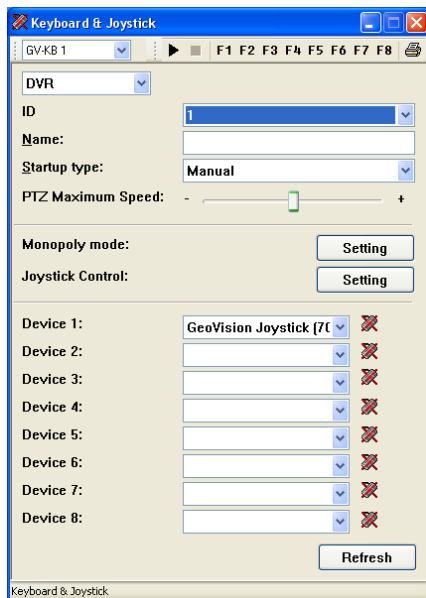 Keyboard & Joystick
GV-KB 1 F1 F2 F3 F4 F5 F6 F7 F8
DVR
ID 1
Name:
Startup type: Manual
PTZ Maximum Speed: - +
Monopoly mode: Setting
Joystick Control: Setting
Device 1: GeoVision Joystick (70
Device 2:
Device 3:
Device 4:
Device 5:
Device 6:
Device 7:
Device 8:
Refresh
Keyboard & Joystick